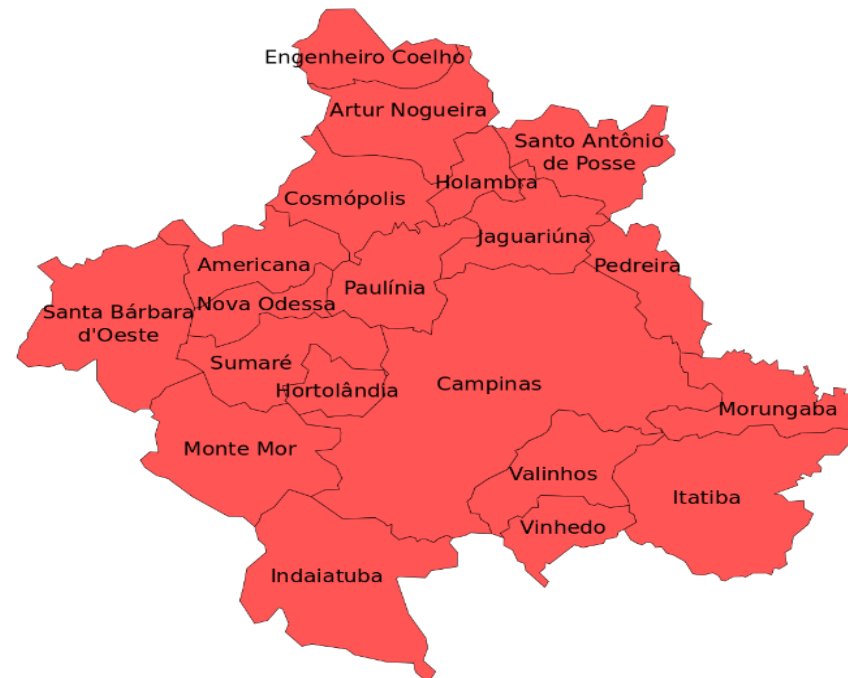 Engenheiro Coelho
Artur Nogueira
Santo Antônio
de Posse
Holambra
Cosmópolis
Jaguariúna
Americana
Pedreira
Paulínia
Nova Odessa
Santa Bárbara
d'Oeste
Sumaré
Campinas
Hortolândia
Morungaba
Monte Mor
Valinhos
Itatiba
Vinhedo
Indaiatuba